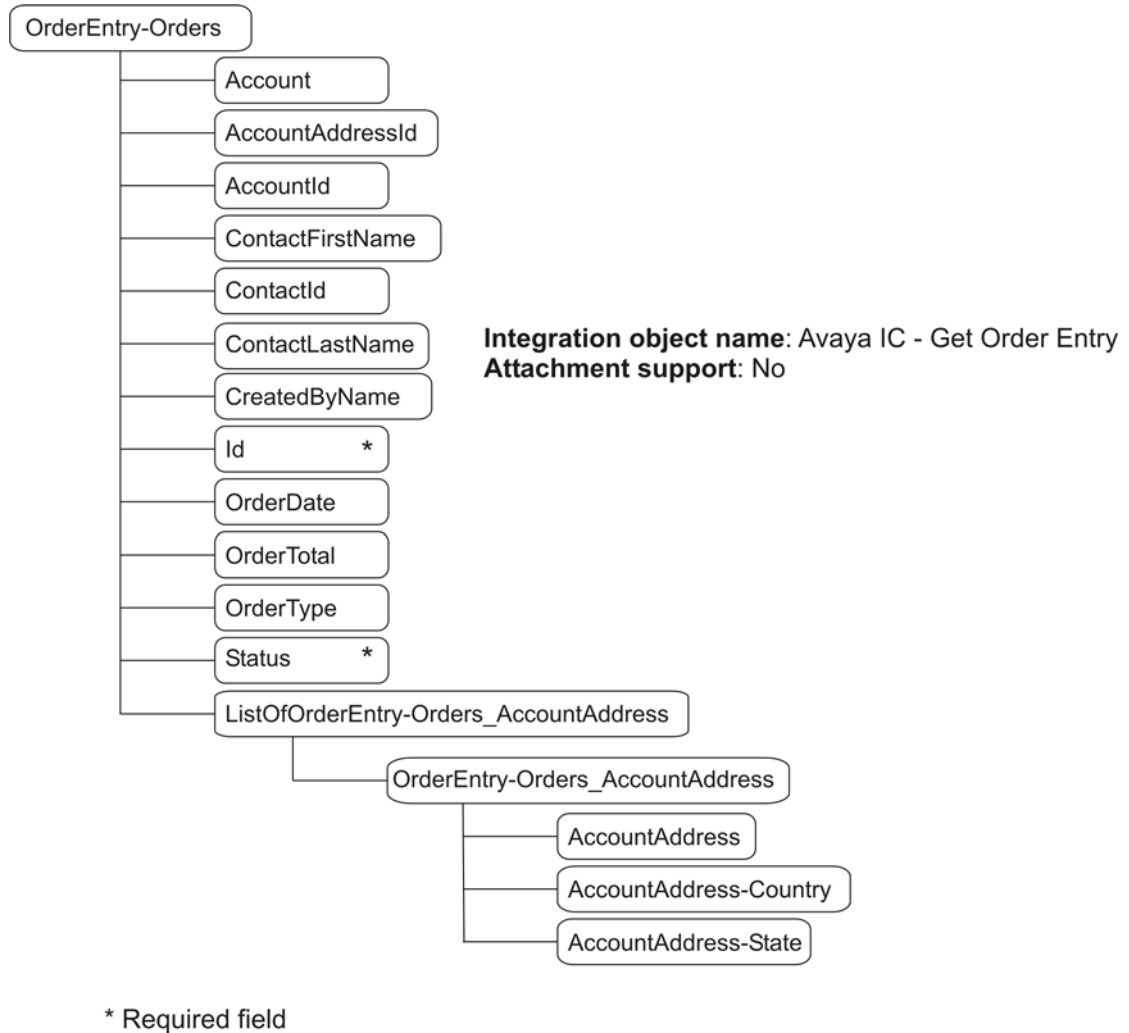 OrderEntry-Orders
Account
AccountAddressId
AccountId
ContactFirstName
ContactId
ContactLastName
CreatedByName
Id *
OrderDate
OrderTotal
OrderType
Status *
ListOfOrderEntry-Orders_AccountAddress
OrderEntry-Orders_AccountAddress
AccountAddress
AccountAddress-Country
AccountAddress-State
Integration object name: Avaya IC - Get Order Entry
Attachment support: No
* Required field